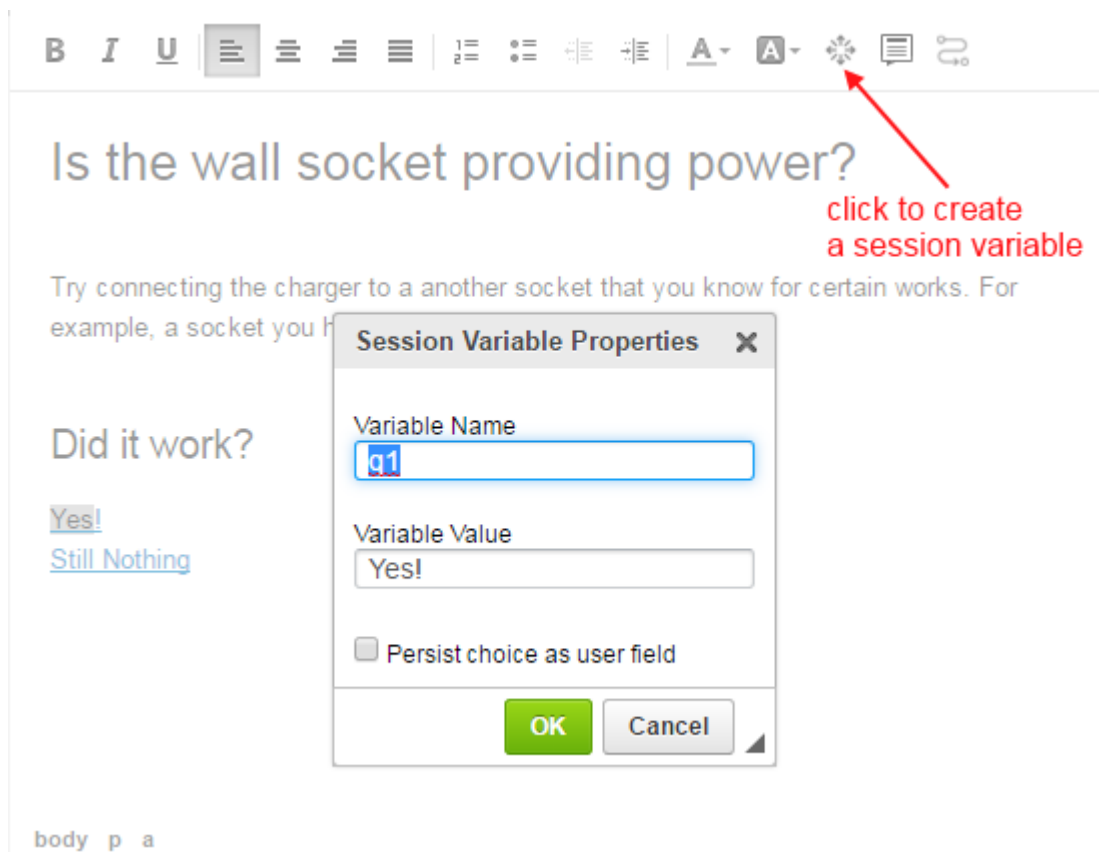 B I U A A
Is the wall socket providing power?
click to create
a session variable
Try connecting the charger to a another socket that you know for certain works. For
example, a socket you h
Session Variable Properties
Variable Name
q1
Did it work?
Yes!
Variable Value
Still Nothing
Yes!
Persist choice as user field
OK Cancel
body p a